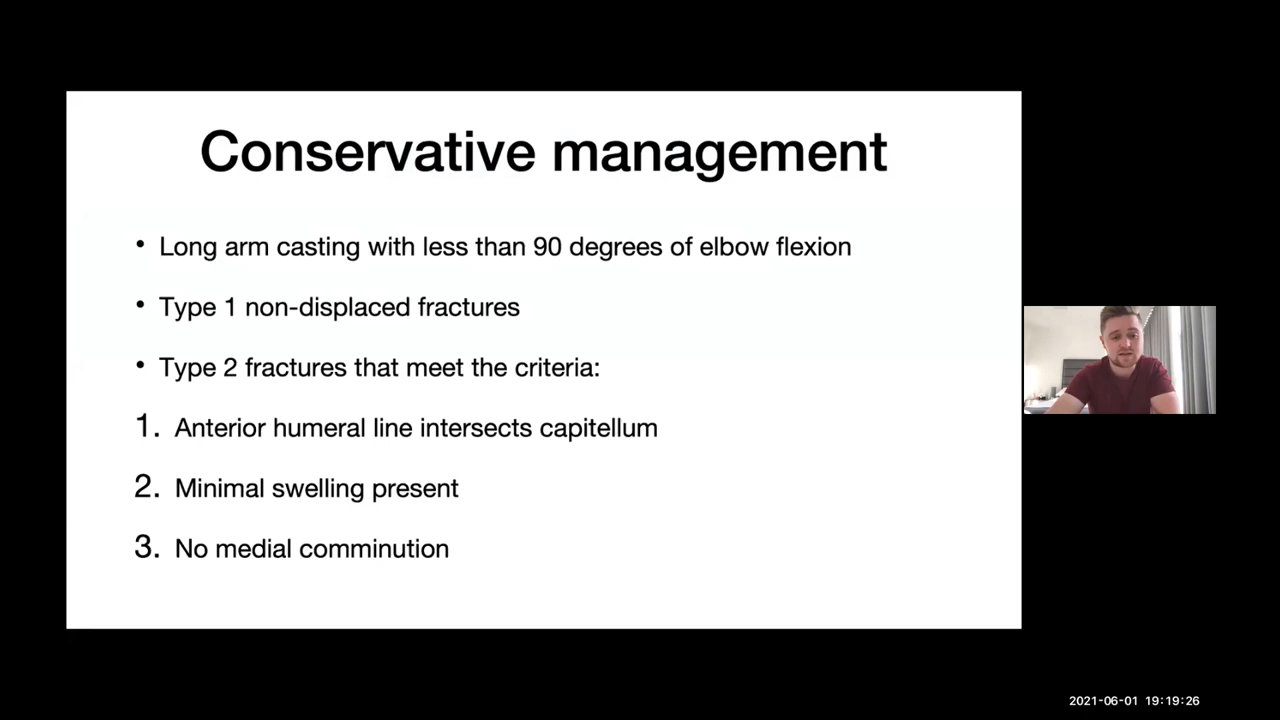 Conservative management
• Long arm casting with less than 90 degrees of elbow flexion
• Type 1 non-displaced fractures
• Type 2 fractures that meet the criteria:
1. Anterior humeral line intersects capitellum
2. Minimal swelling present
3. No medial comminution
2021-06-01 19:19:26